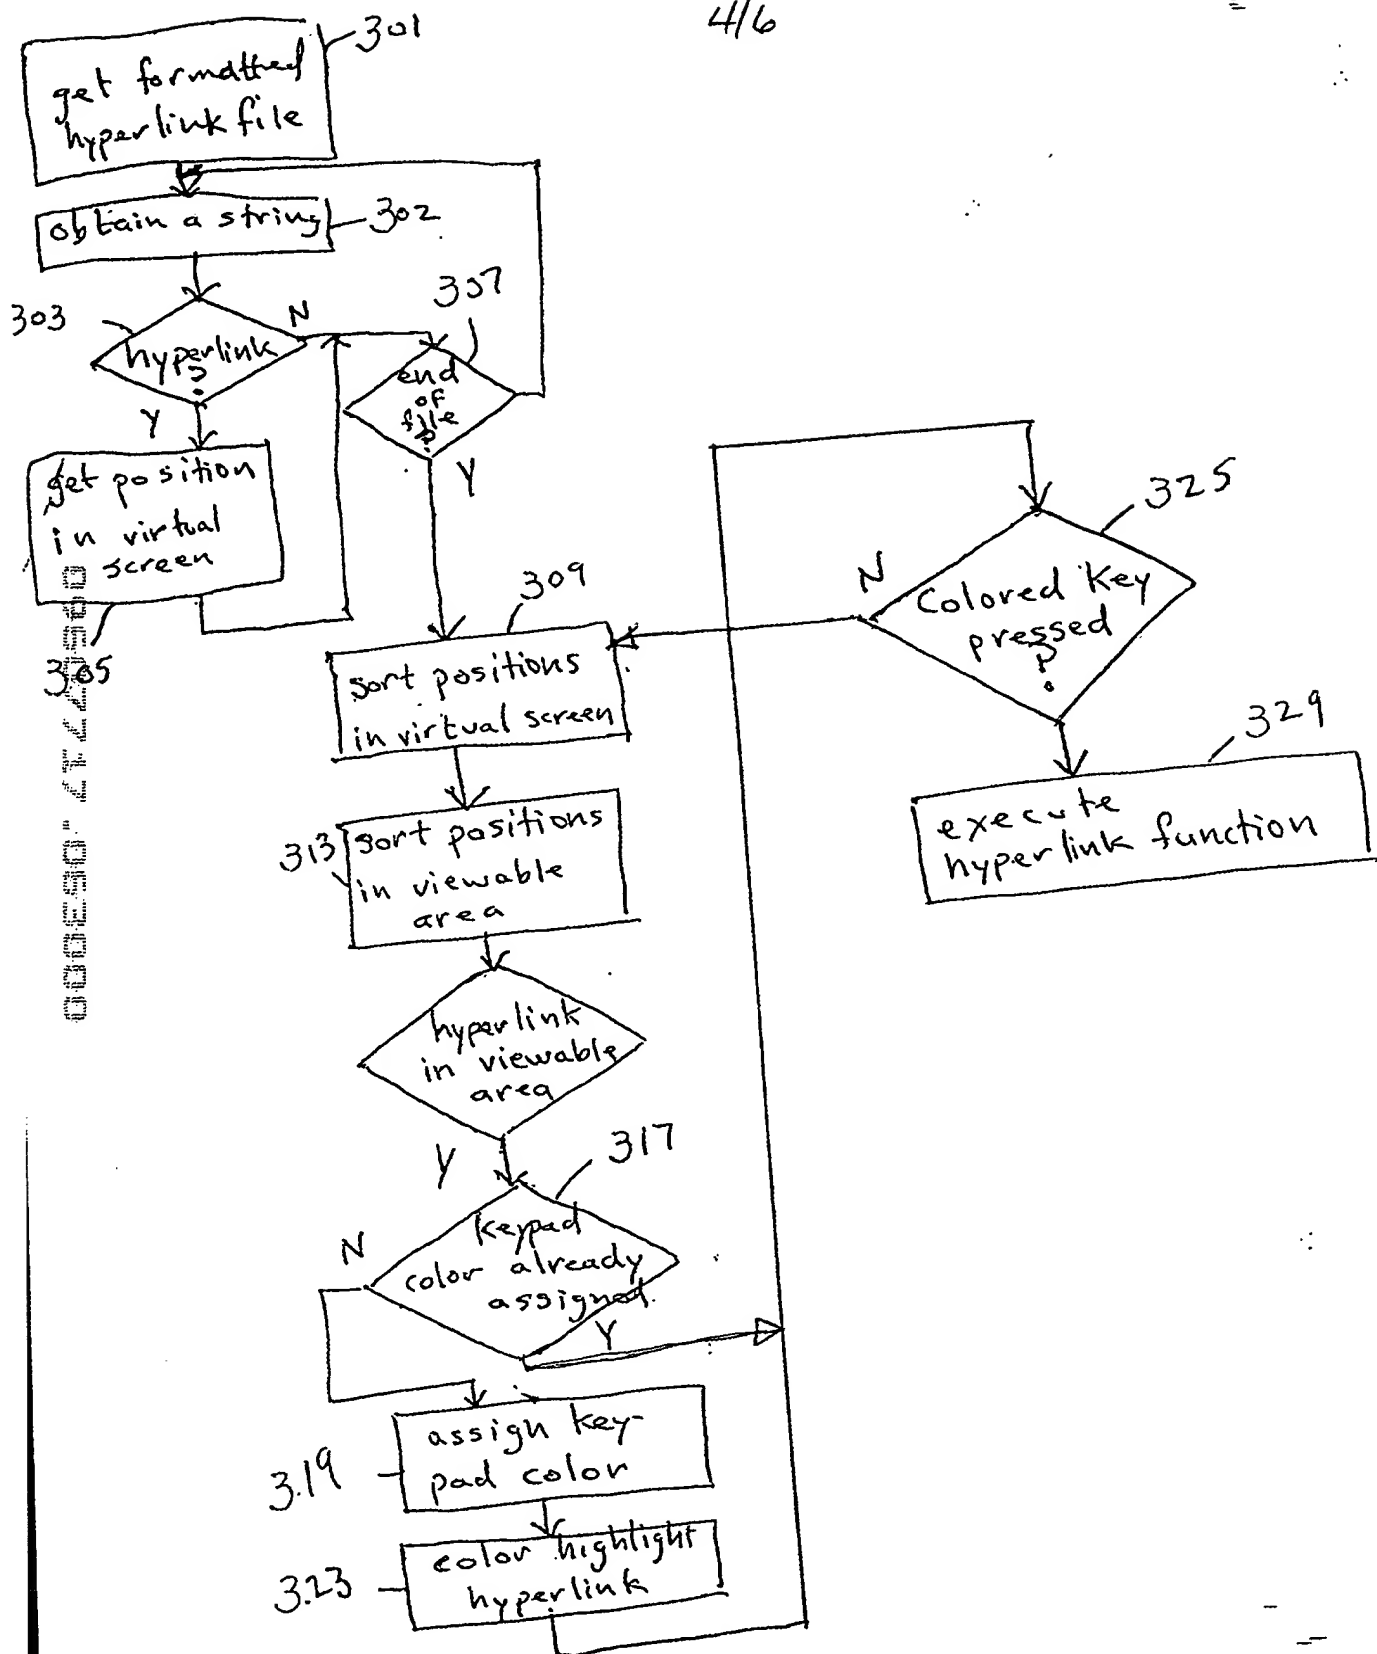 4/6
301
get formatted
hyperlink file
obtain a string
302
303
hyperlink
?
N
Y
307
end
of
file
?
Y
get position
in virtual
screen
305
309
sort positions
in virtual screen
313
sort positions
in viewable
area
hyperlink
in viewable
area
Y
317
keypad
color already
assigned.
N
Y
319
assign key-
pad color
323
color highlight
hyperlink
325
Colored Key
pressed
?
N
329
execute
hyperlink function
09587717.053000